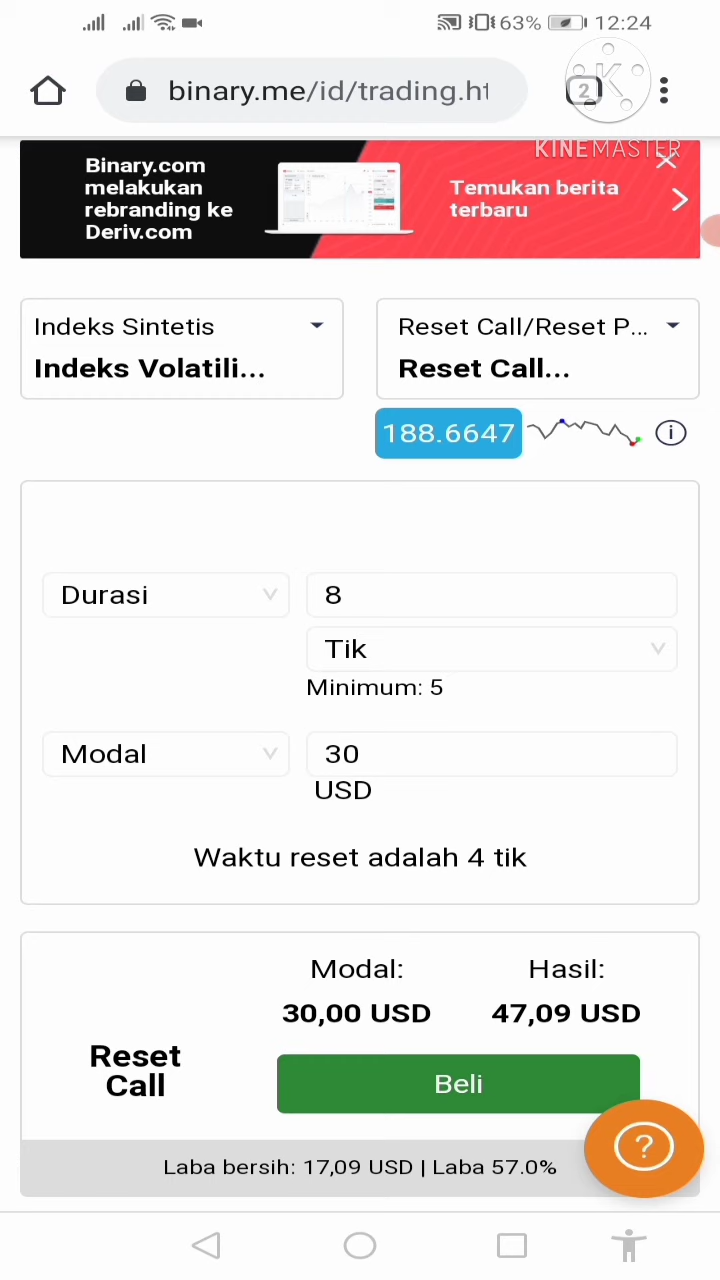 63% 12:24
binary.me/id/trading.ht
2
K
KINEMASTER
Binary.com
melakukan
rebranding ke
Deriv.com
Temukan berita
terbaru
Indeks Sintetis
Indeks Volatili...
Reset Call/Reset P...
Reset Call...
188.6647
Durasi
8
Tik
Minimum: 5
Modal
30
USD
Waktu reset adalah 4 tik
Modal:
Hasil:
30,00 USD
47,09 USD
Reset
Call
Beli
?
Laba bersih: 17,09 USD | Laba 57.0%